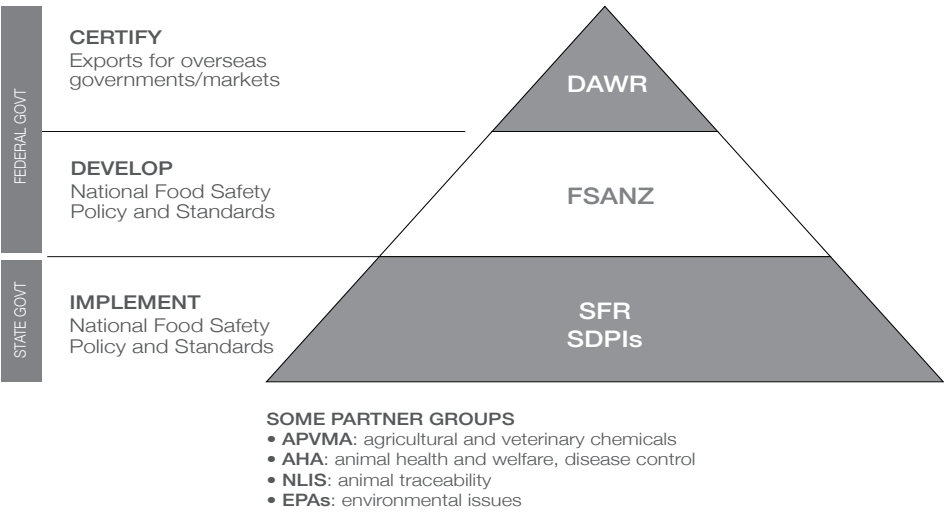 FEDERAL GOVT
CERTIFY
Exports for overseas
governments/markets
DAWR
DEVELOP
National Food Safety
Policy and Standards
FSANZ
STATE GOVT
IMPLEMENT
National Food Safety
Policy and Standards
SFR
SDPIs
SOME PARTNER GROUPS
• APVMA: agricultural and veterinary chemicals
• AHA: animal health and welfare, disease control
• NLIS: animal traceability
• EPAs: environmental issues